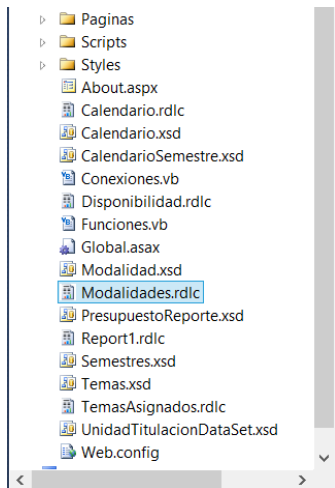 Paginas
Scripts
Styles
About.aspx
Calendario.rdlc
Calendario.xsd
CalendarioSemestre.xsd
Conexiones.vb
Disponibilidad.rdlc
Funciones.vb
Global.asax
Modalidad.xsd
Modalidades.rdlc
PresupuestoReporte.xsd
Report1.rdlc
Semestres.xsd
Temas.xsd
TemasAsignados.rdlc
UnidadTitulacionDataSet.xsd
Web.config